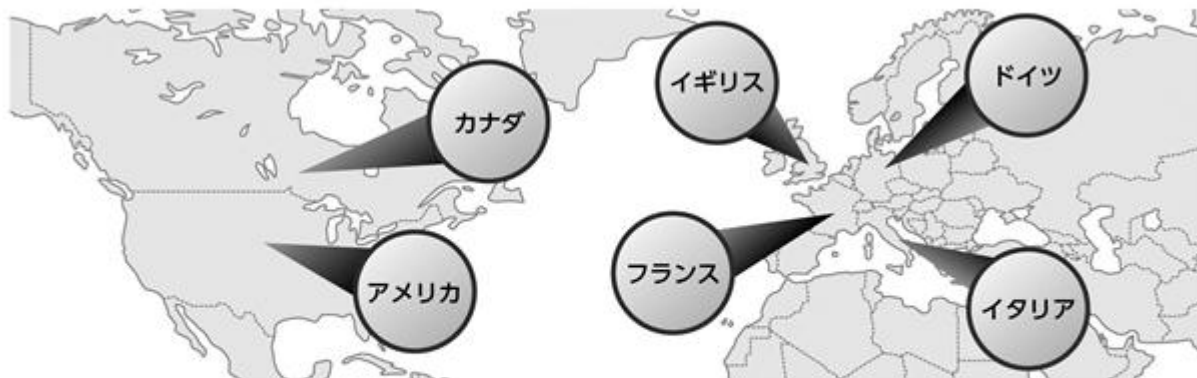 カナダ
アメリカ
イギリス
ドイツ
フランス
イタリア